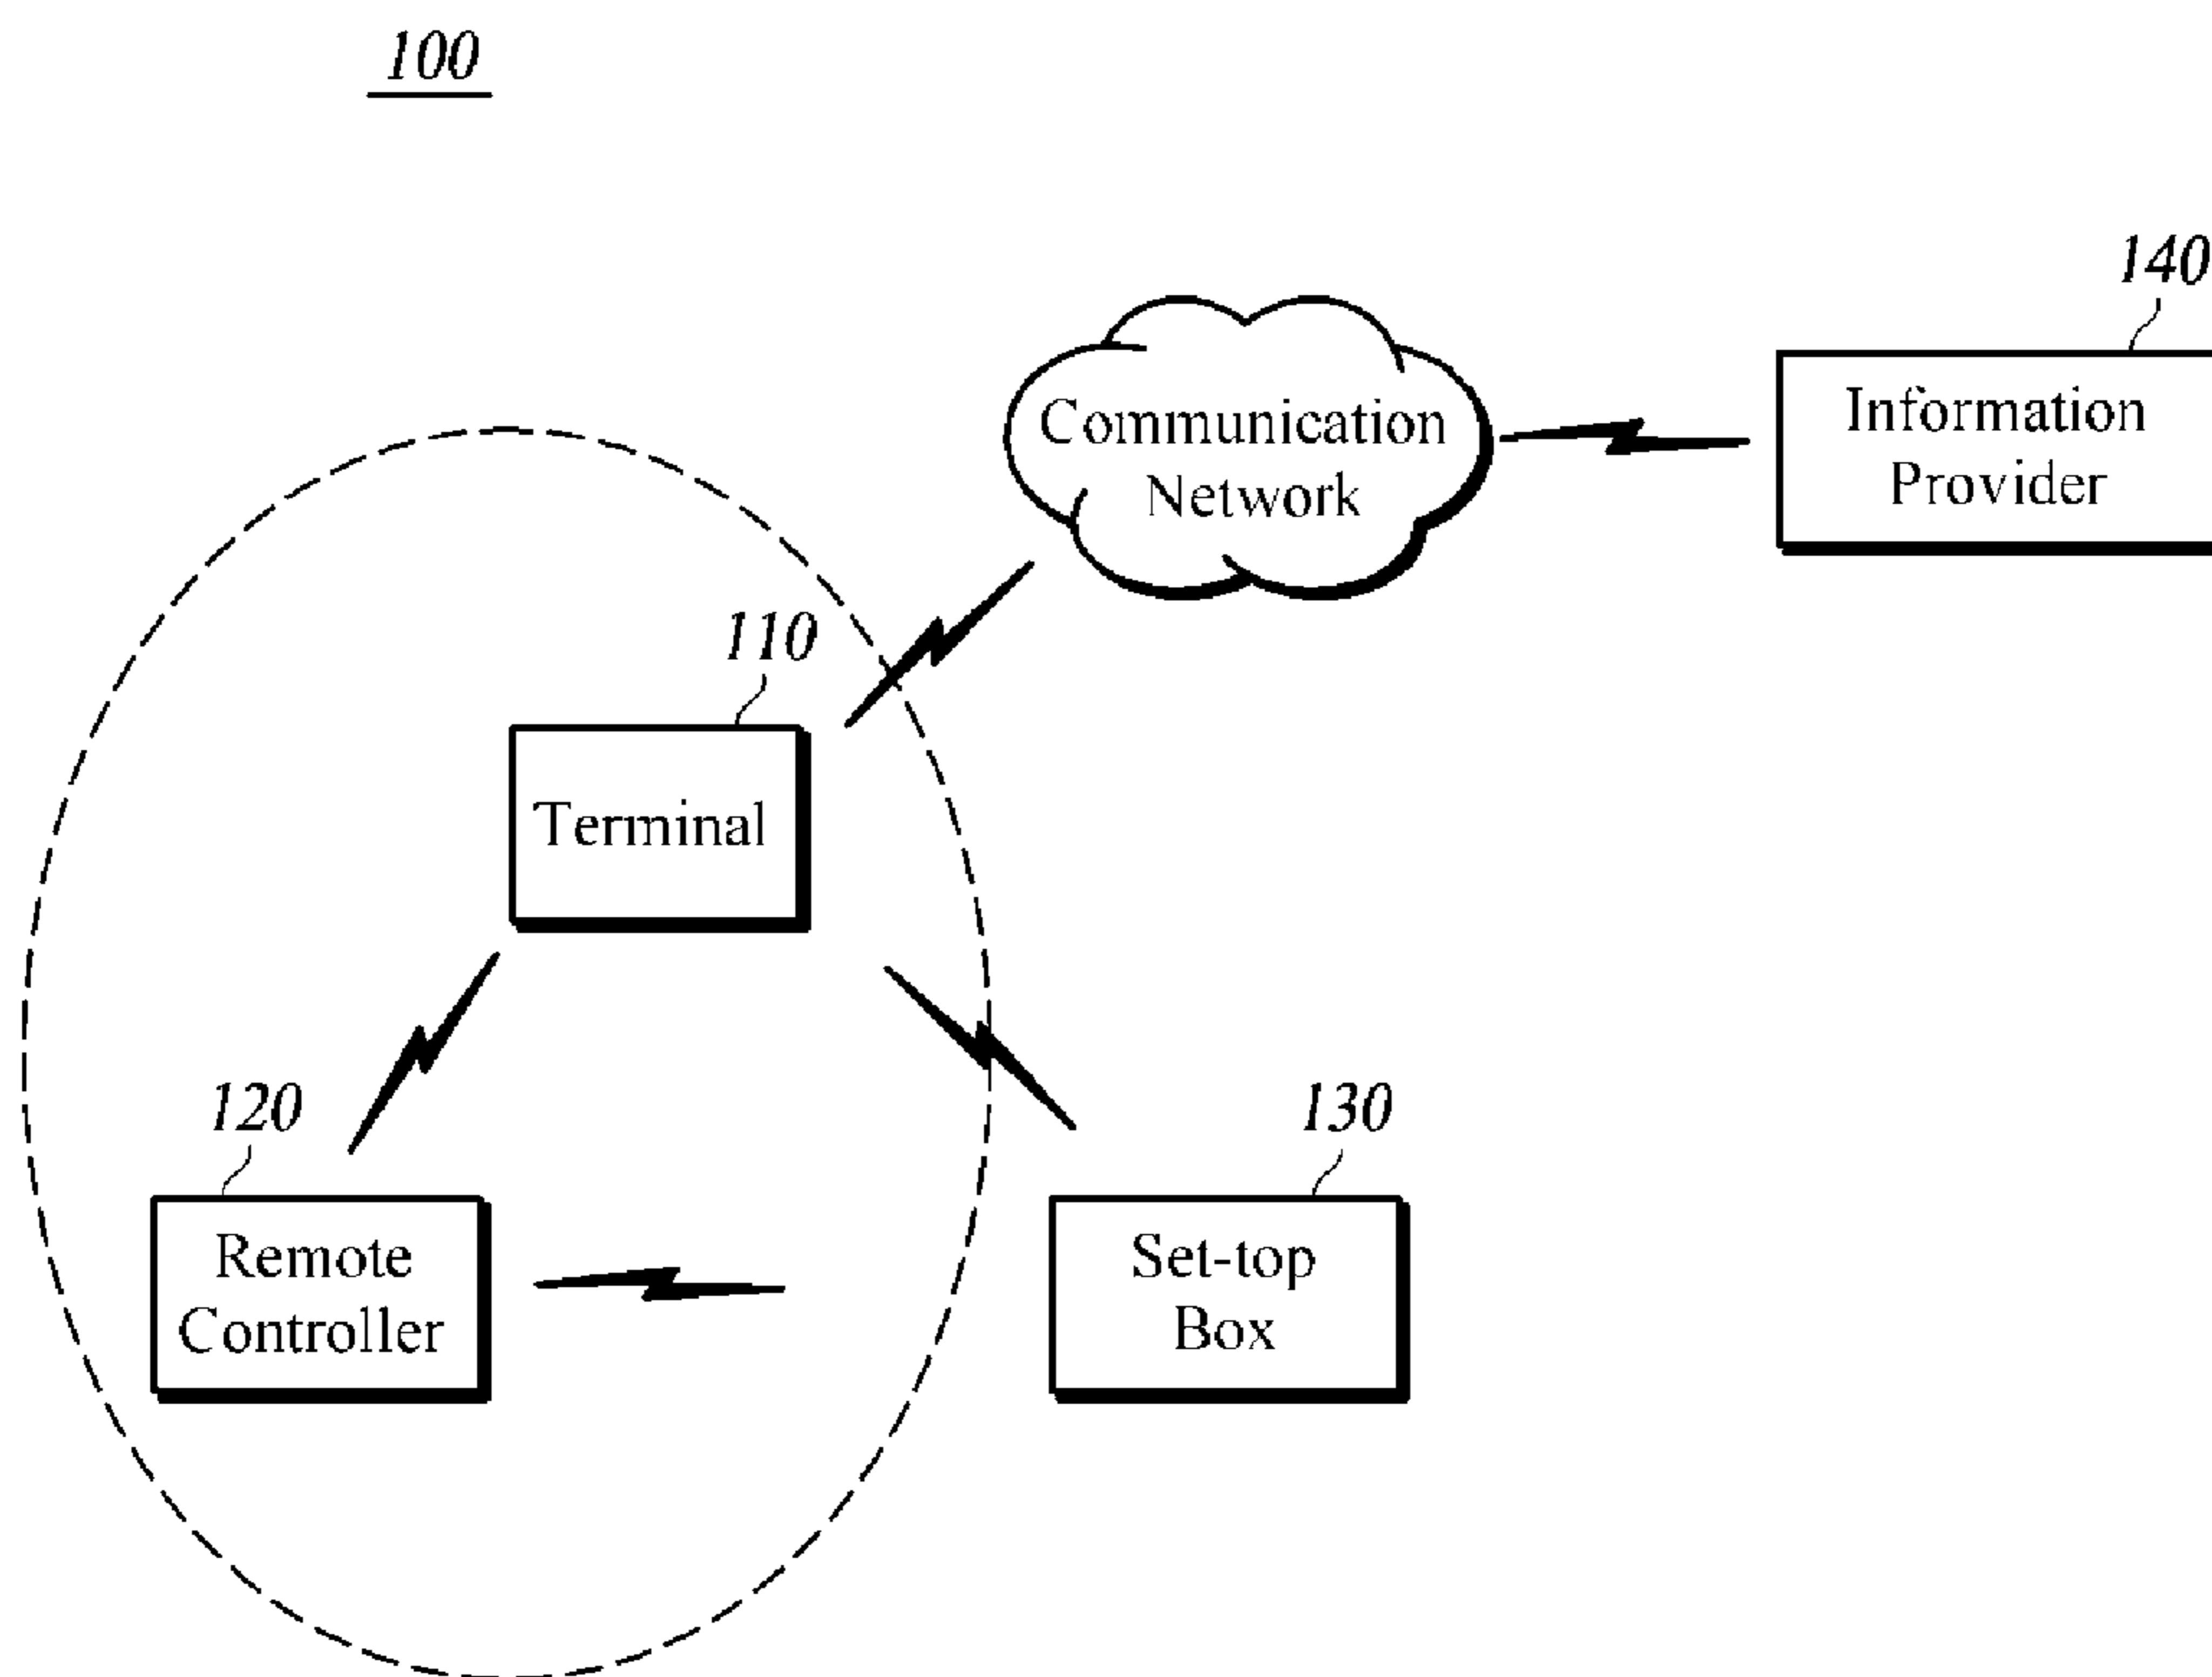 100
140
Communication
Network
Information
Provider
110
Terminal
120
130
Remote
Controller
Set-top
Box